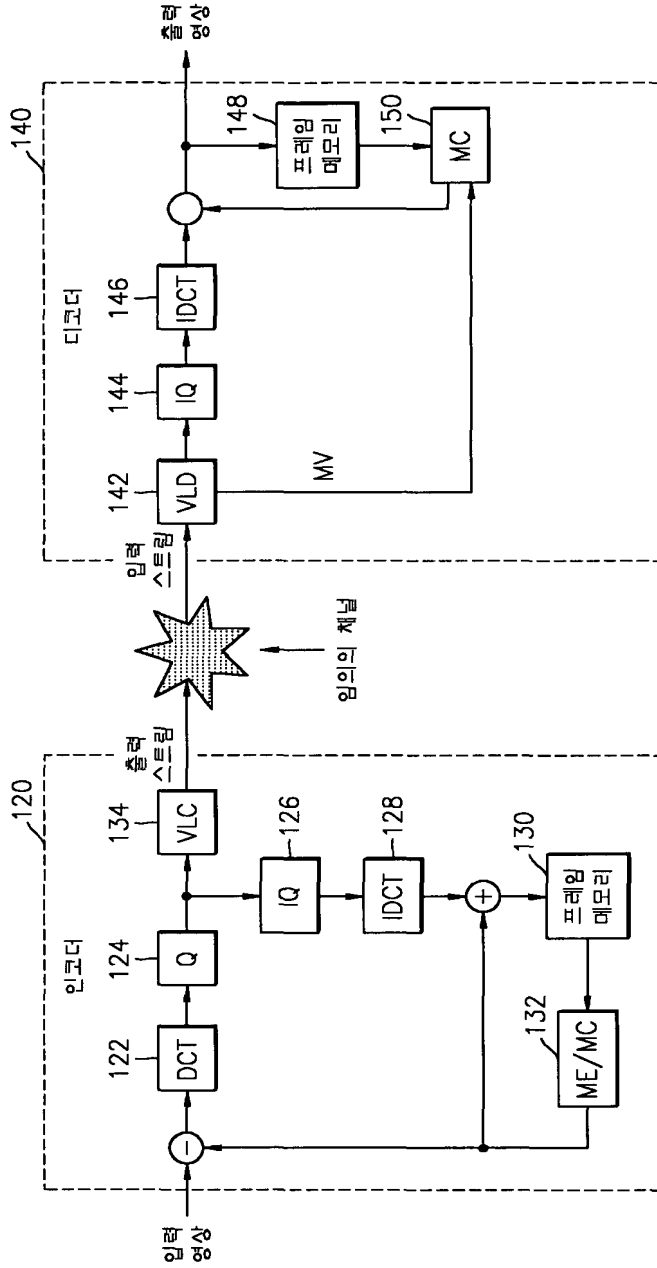 120
인코더
입력
영상
-
122
DCT
124
Q
134
VLC
출력
스트림
126
IQ
128
IDCT
+
130
프레임
메모리
132
ME/MC
임의의 채널
140
디코더
입력
스트림
142
VLD
144
IQ
146
IDCT
출력
영상
148
프레임
메모리
150
MC
MV